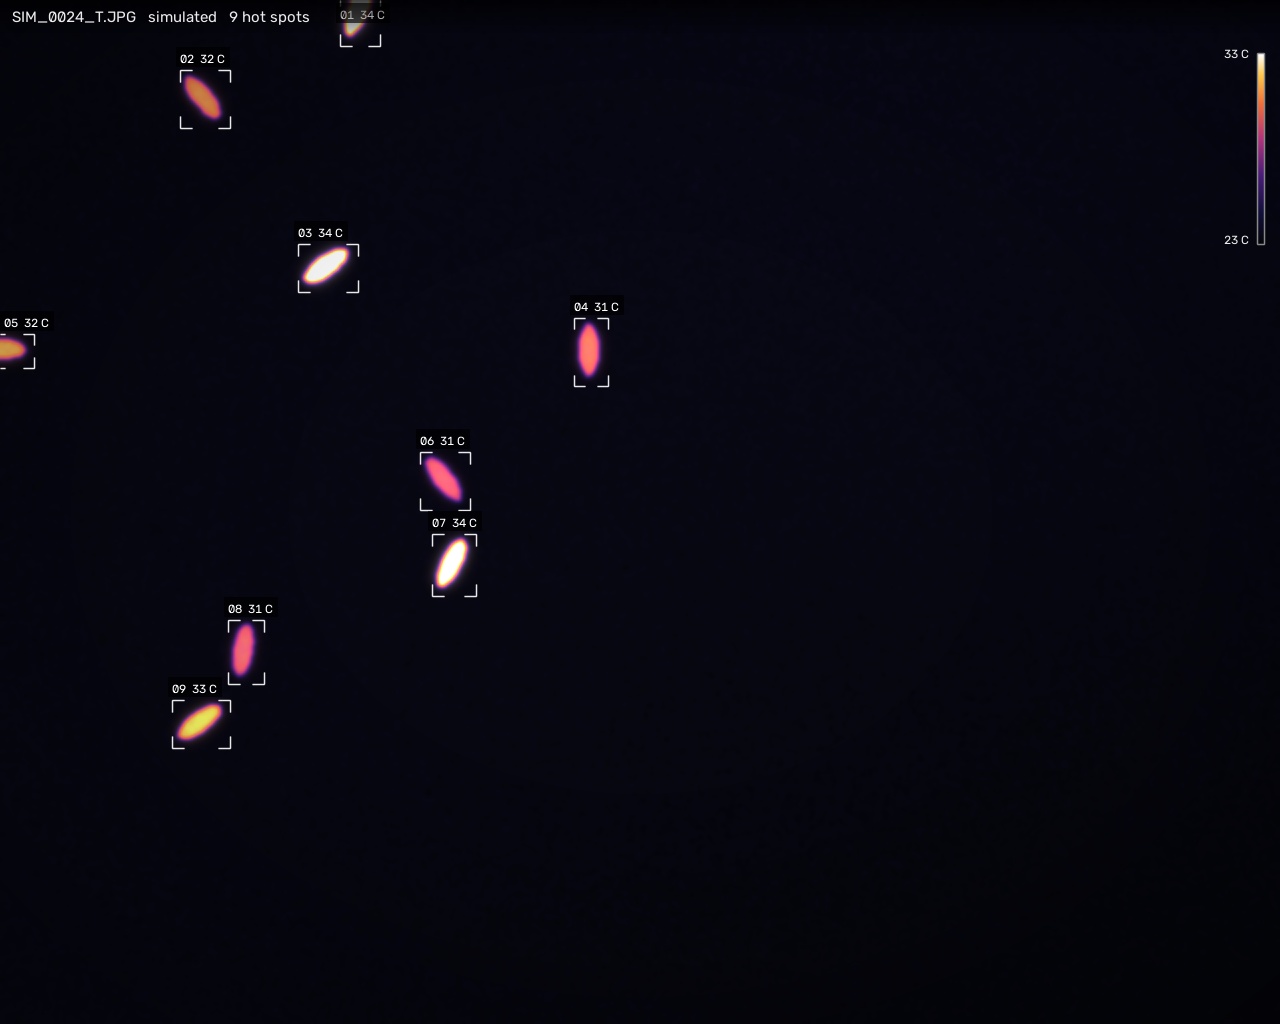 SIM_0024_T.JPG simulated 9 hot spots
01 34 C
02 32 C
33 C
03 34 C
23 C
04 31 C
05 32 C
06 31 C
07 34 C
08 31 C
09 33 C